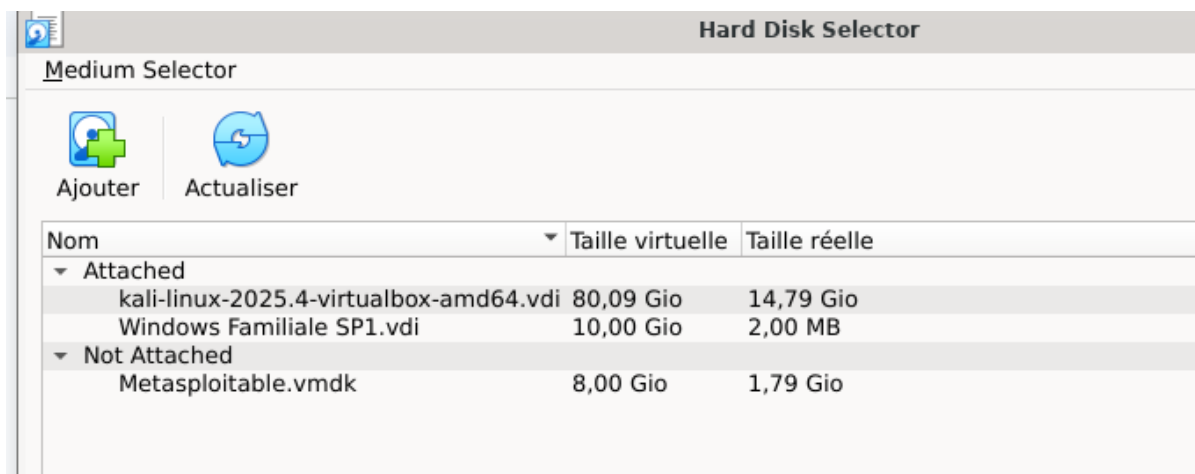 Hard Disk Selector
Medium Selector
Ajouter Actualiser
Nom Taille virtuelle Taille réelle
Attached
kali-linux-2025.4-virtualbox-amd64.vdi 80,09 Gio 14,79 Gio
Windows Familiale SP1.vdi 10,00 Gio 2,00 MB
Not Attached
Metasploitable.vmdk 8,00 Gio 1,79 Gio